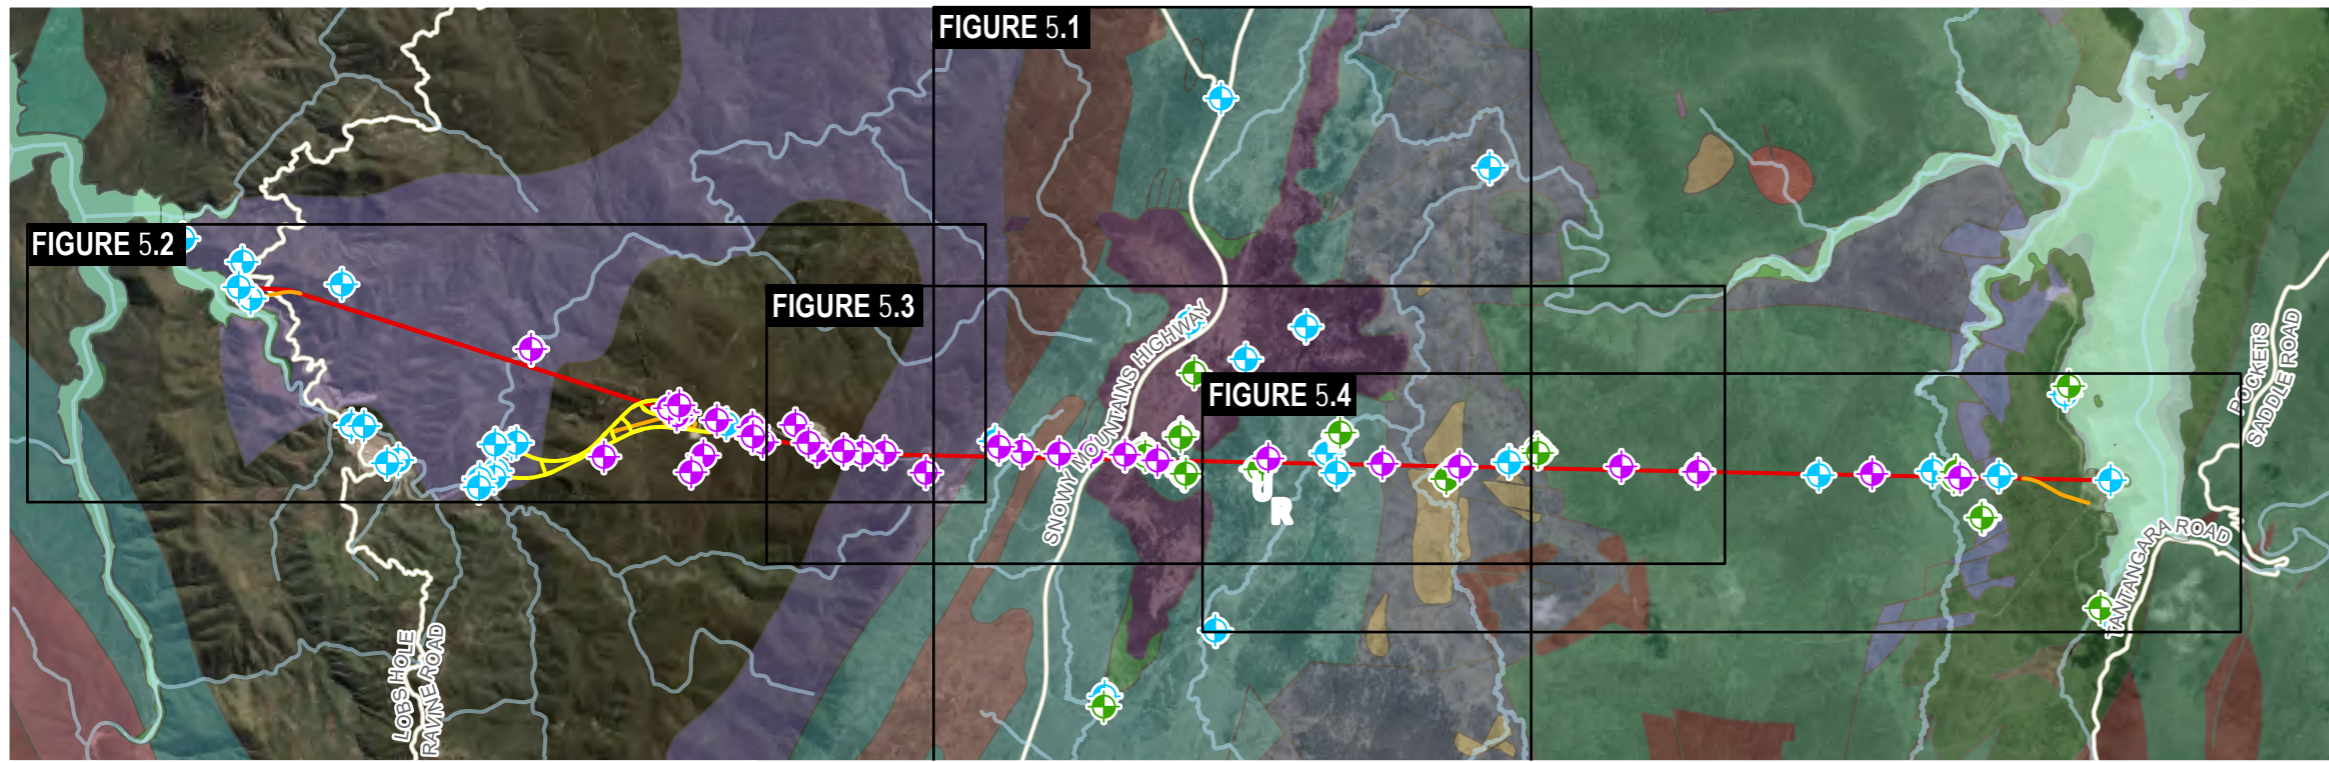 FIGURE 5.1
FIGURE 5.2
FIGURE 5.3
SNOWY MOUNTAINS HIGHWAY
FIGURE 5.4
U
R
POCKETS
SADDLE ROAD
TANTANGARA ROAD
LOBS HOLE
RAVINE ROAD